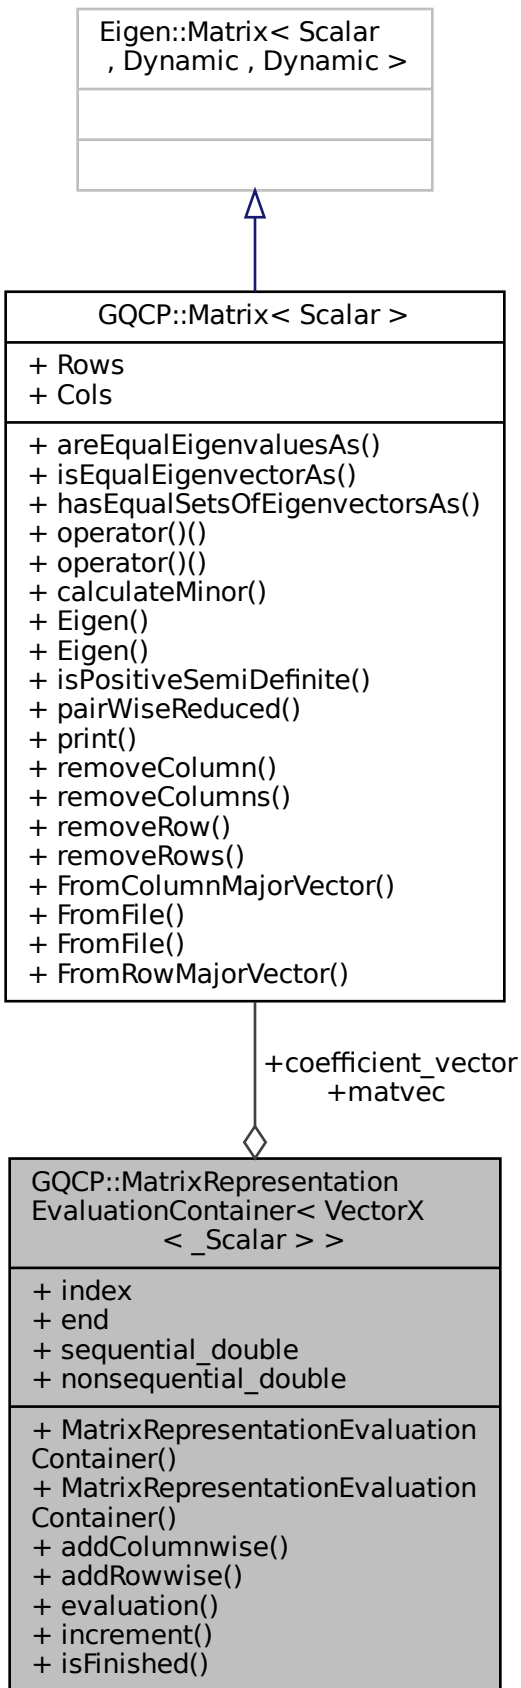 Eigen::Matrix< Scalar
, Dynamic , Dynamic >
GQCP::Matrix< Scalar >
+ Rows
+ Cols
+ areEqualEigenvaluesAs()
+ isEqualEigenvectorAs()
+ hasEqualSetsOfEigenvectorsAs()
+ operator()()
+ operator()()
+ calculateMinor()
+ Eigen()
+ Eigen()
+ isPositiveSemiDefinite()
+ pairWiseReduced()
+ print()
+ removeColumn()
+ removeColumns()
+ removeRow()
+ removeRows()
+ FromColumnMajorVector()
+ FromFile()
+ FromFile()
+ FromRowMajorVector()
+coefficient_vector
+matvec
GQCP::MatrixRepresentation
EvaluationContainer< VectorX
< _Scalar > >
+ index
+ end
+ sequential_double
+ nonsequential_double
+ MatrixRepresentationEvaluation
Container()
+ MatrixRepresentationEvaluation
Container()
+ addColumnwise()
+ addRowwise()
+ evaluation()
+ increment()
+ isFinished()